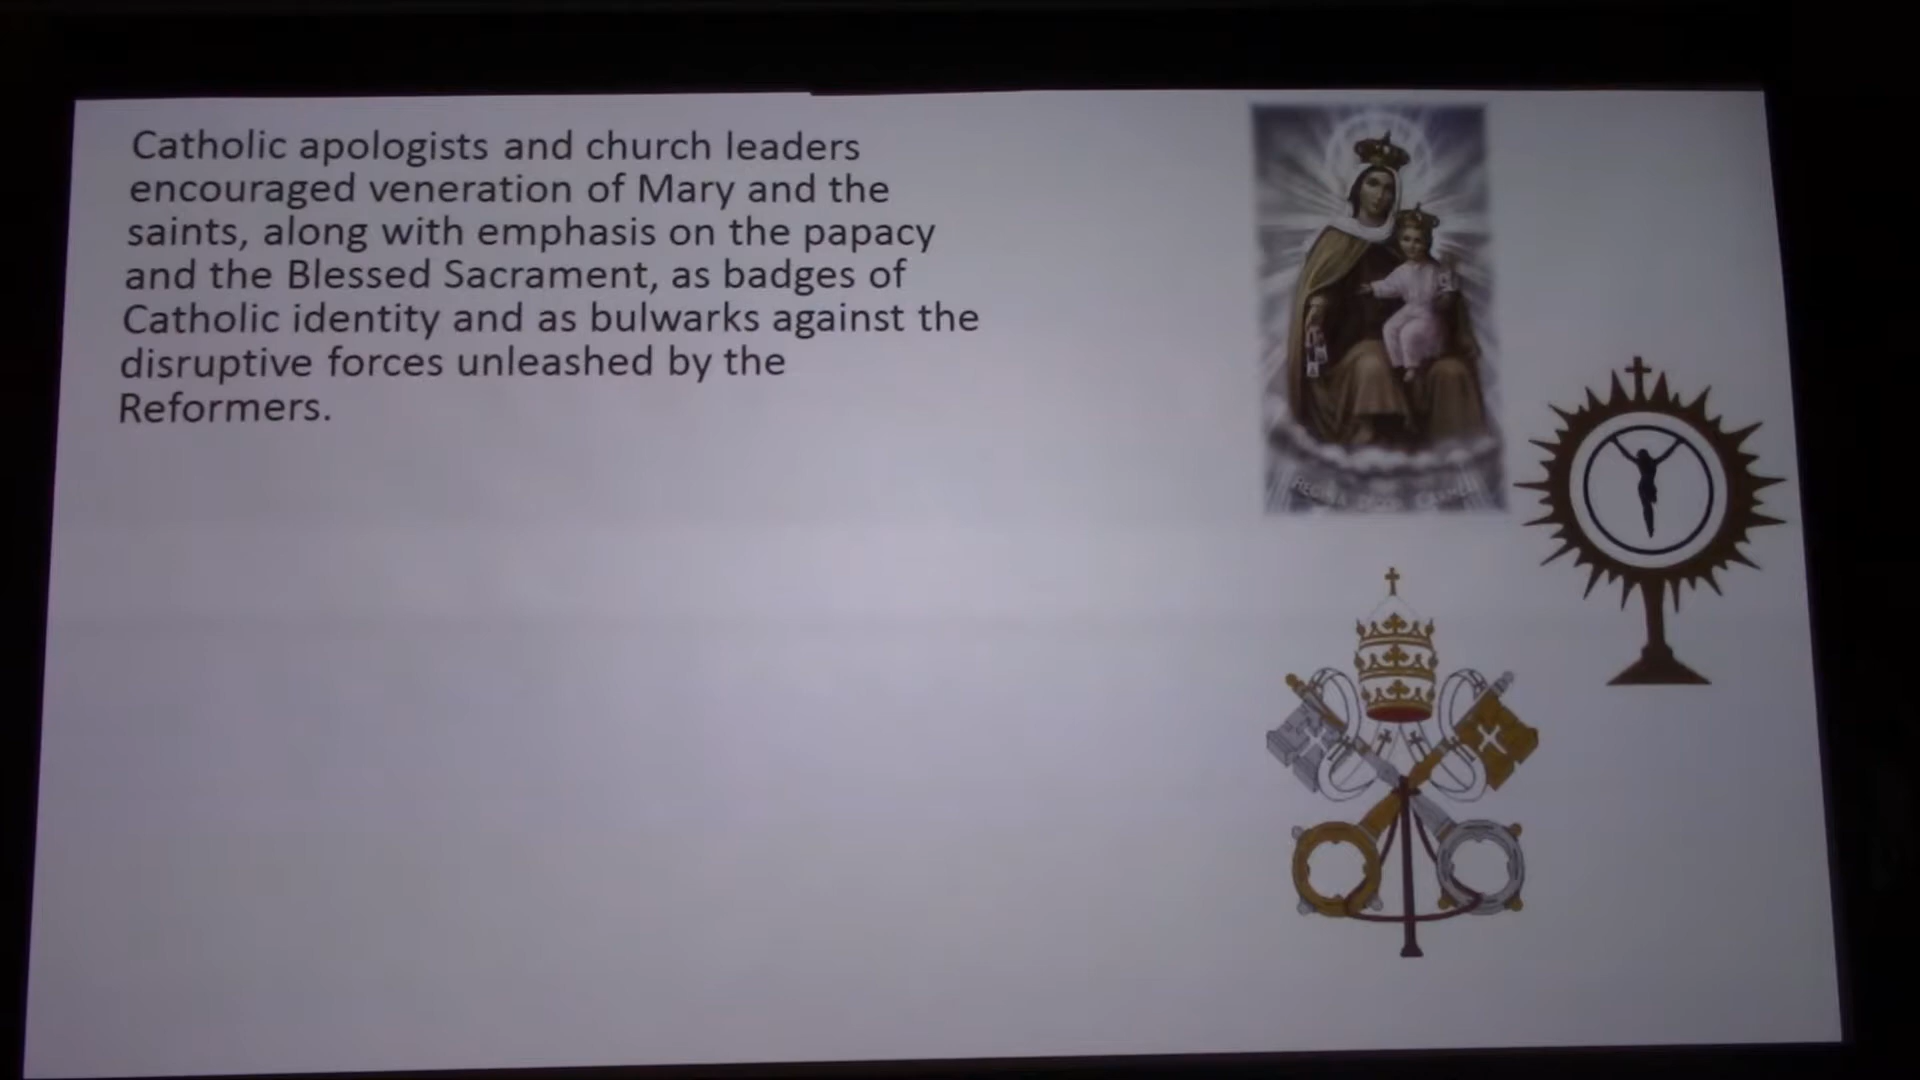 Catholic apologists and church leaders
encouraged veneration of Mary and the
saints, along with emphasis on the papacy
and the Blessed Sacrament, as badges of
Catholic identity and as bulwarks against the
disruptive forces unleashed by the
Reformers.